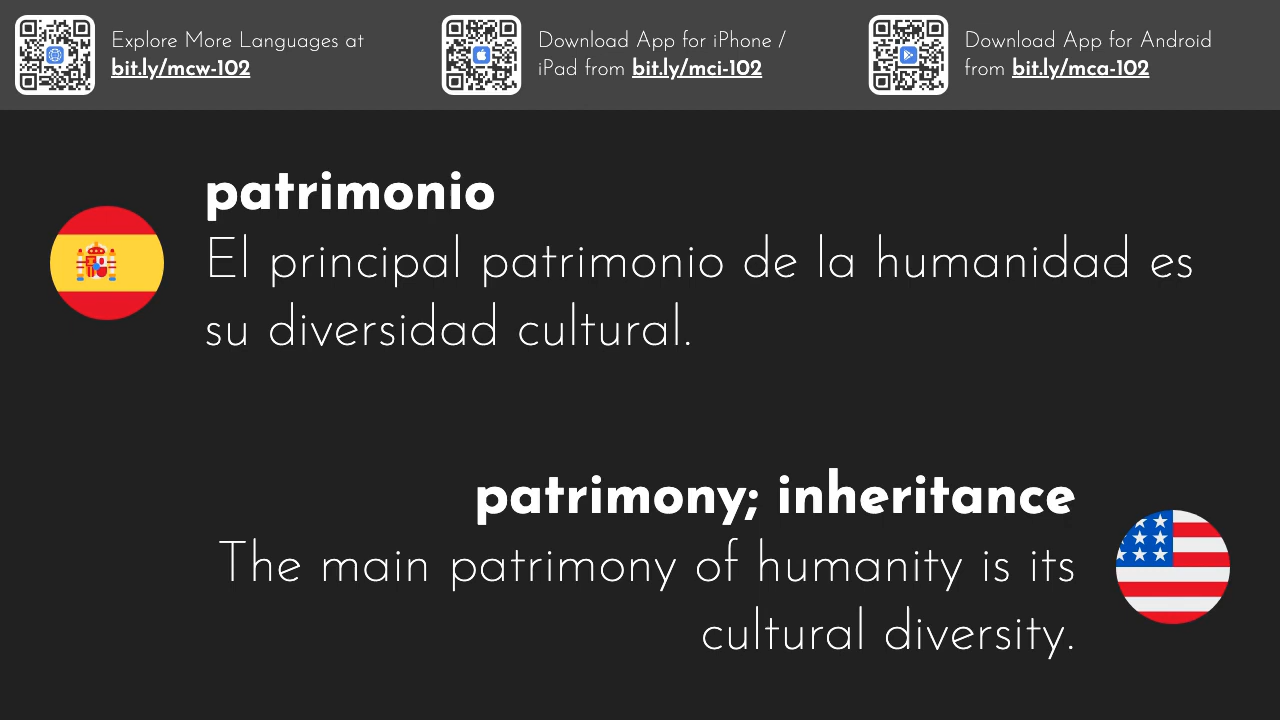 Explore More Languages at
bit.ly/mcw-102
Download App for iPhone /
iPad from bit.ly/mci-102
Download App for Android
from bit.ly/mca-102
patrimonio
El principal patrimonio de la humanidad es
su diversidad cultural.
patrimony; inheritance
The main patrimony of humanity is its
cultural diversity.